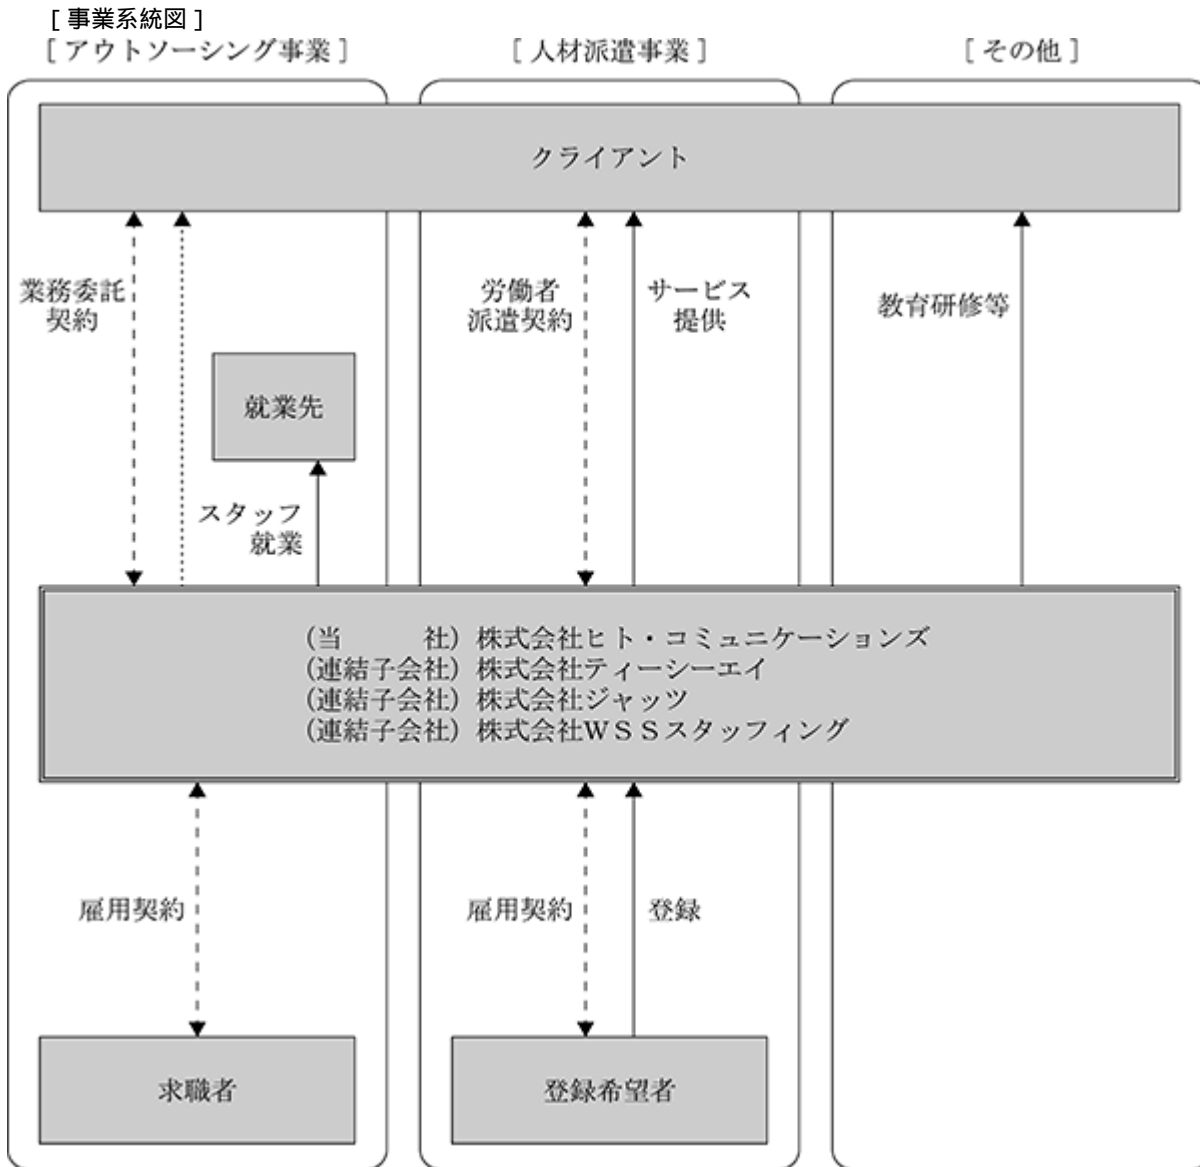 [ 事業系統図 ]
[ アウトソーシング事業 ]
[ 人材派遣事業 ]
[ その他 ]
クライアント
業務委託
契約
労働者
派遣契約
サービス
提供
教育研修等
就業先
スタッフ
就業
(当　　　社) 株式会社ヒト・コミュニケーションズ
(連結子会社) 株式会社ティーシーエイ
(連結子会社) 株式会社ジャッツ
(連結子会社) 株式会社WSSスタッフィング
雇用契約
雇用契約
登録
求職者
登録希望者